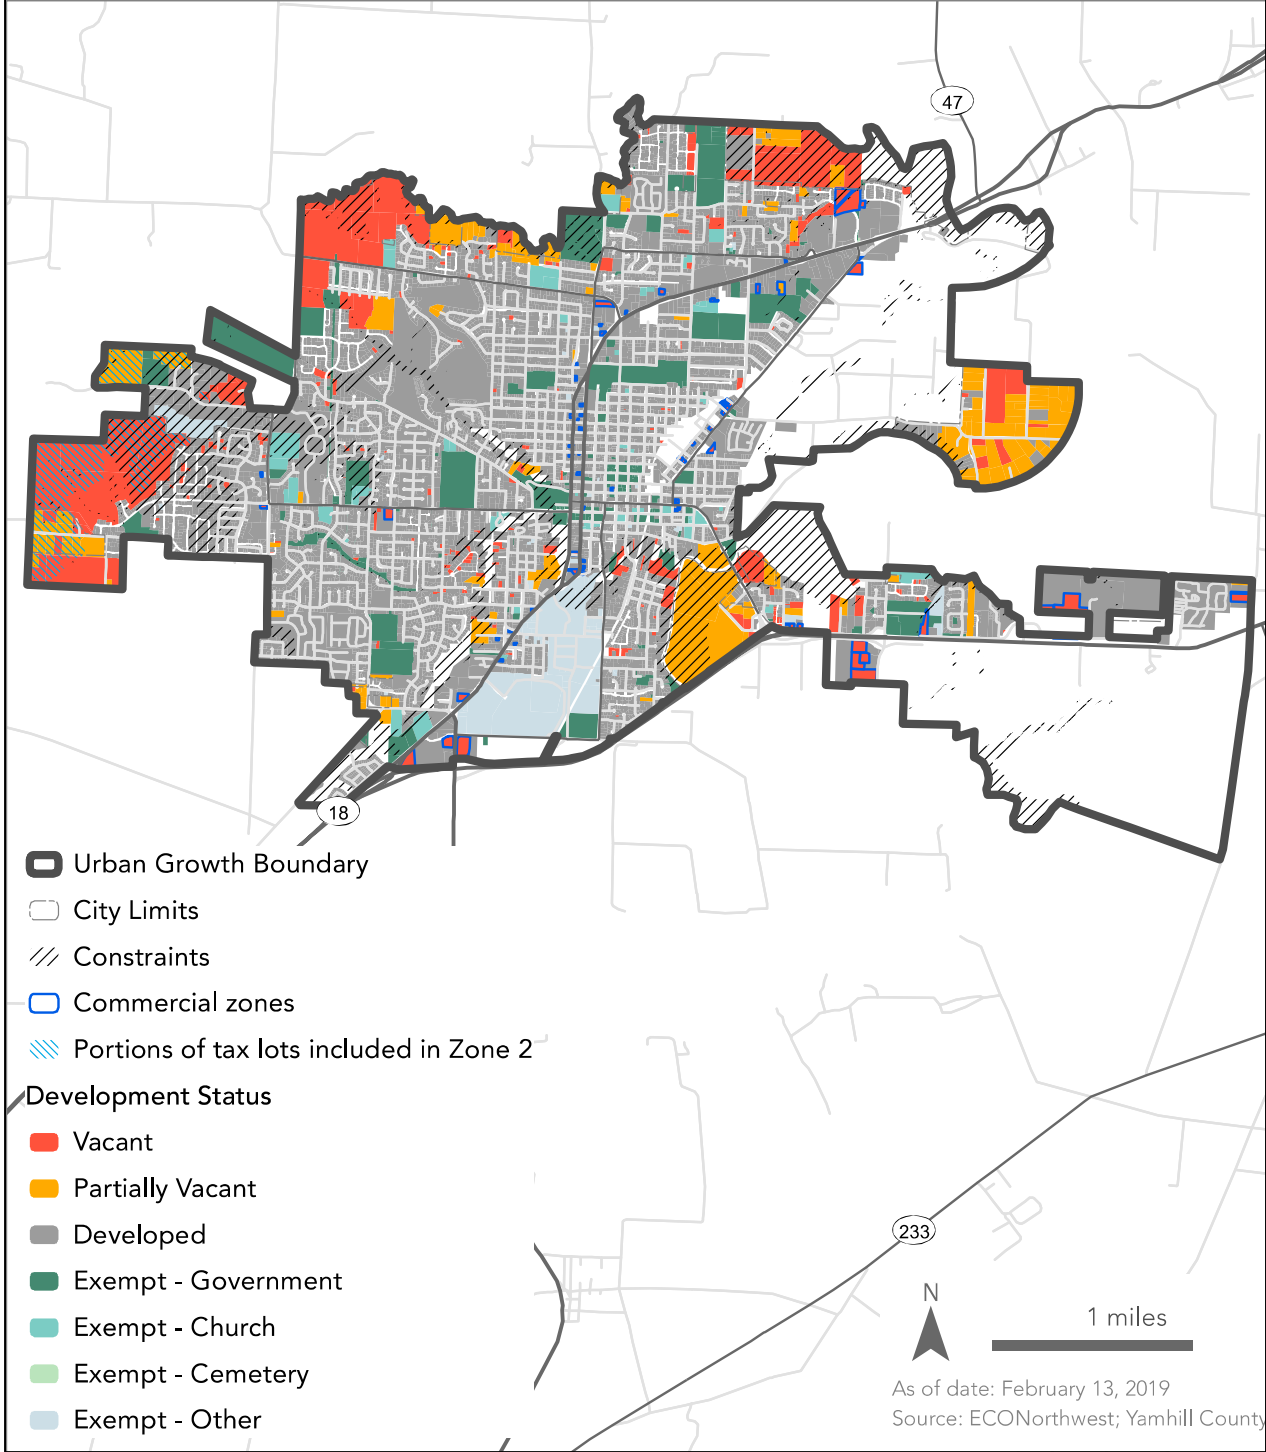 47
18
Urban Growth Boundary
City Limits
Constraints
Commercial zones
Portions of tax lots included in Zone 2
Development Status
Vacant
Partially Vacant
Developed
Exempt - Government
Exempt - Church
Exempt - Cemetery
Exempt - Other
233
N
1 miles
As of date: February 13, 2019
Source: ECONorthwest; Yamhill County